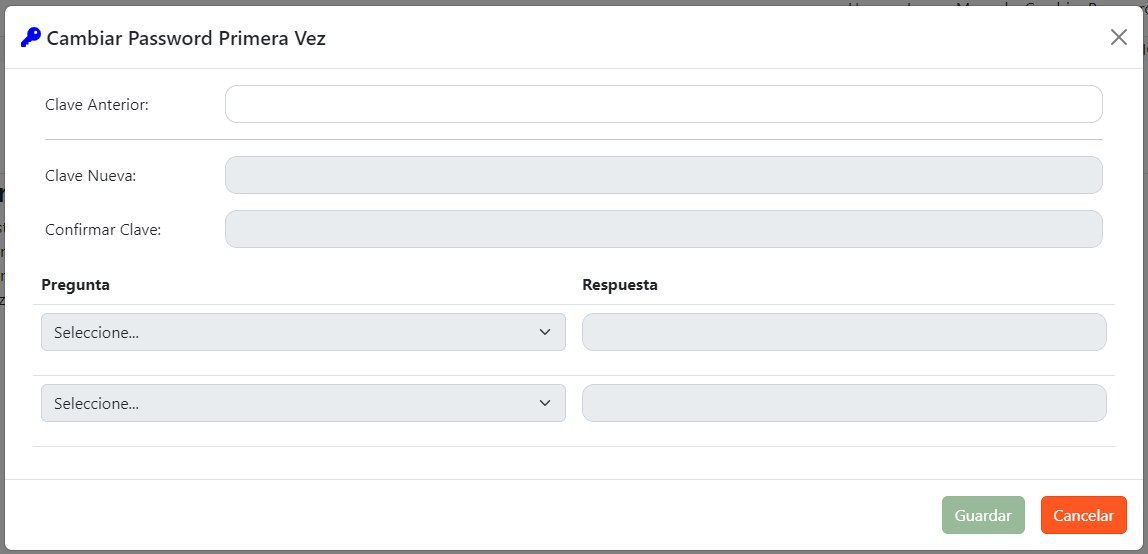 Cambiar Password Primera Vez
Clave Anterior:
Clave Nueva:
Confirmar Clave:
Pregunta Respuesta
Seleccione...
Seleccione...
Guardar Cancelar